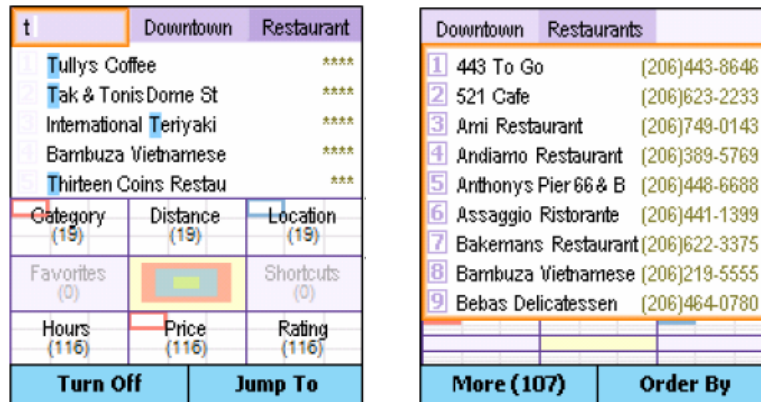 t Downtown Restaurant
1 Tullys Coffee ****
2 Tak & Tonis Dome St ****
3 International Teriyaki ****
4 Bambuza Vietnamese ****
5 Thirteen Coins Restau ***
Category Distance Location
(19) (19) (19)
Favorites Shortcuts
(0) (0)
Hours Price Rating
(116) (116) (116)
Turn Off Jump To
Downtown Restaurants
1 443 To Go (206)443-8646
2 521 Cafe (206)623-2233
3 Ami Restaurant (206)749-0143
4 Andiamo Restaurant (206)389-5769
5 Anthonys Pier 66 & B (206)448-6688
6 Assaggio Ristorante (206)441-1399
7 Bakemans Restaurant (206)622-3375
8 Bambuza Vietnamese (206)219-5555
9 Bebas Delicatessen (206)464-0780
More (107) Order By